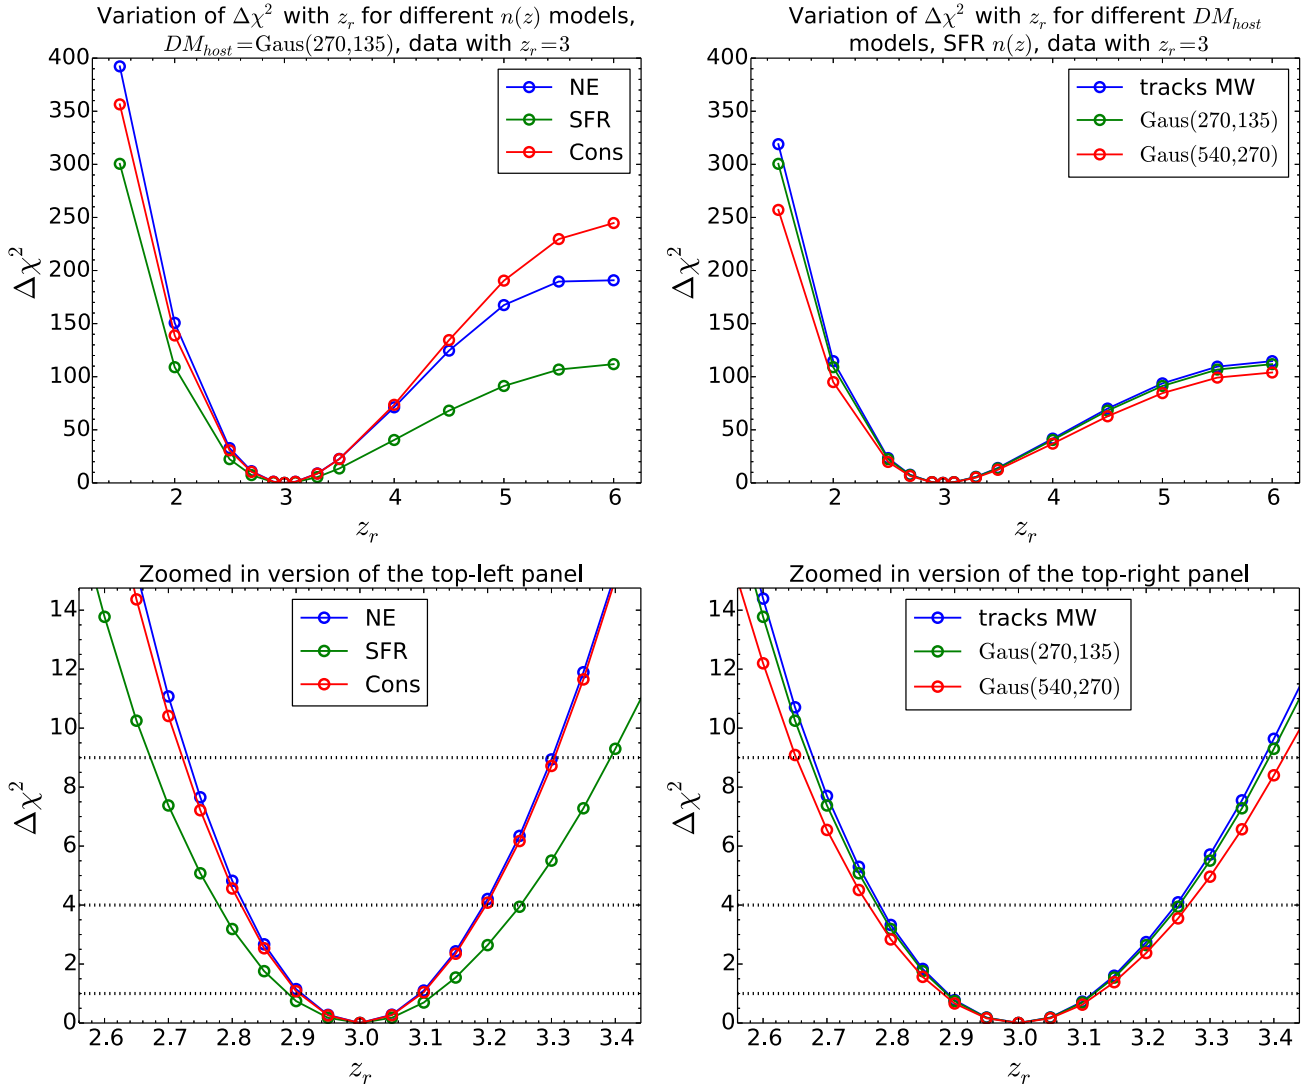 Variation of Δχ² with z_r for different n(z) models,
DM_host=Gaus(270,135), data with z_r=3
400
350
300
250
200
150
100
50
0
Δχ²
2
3
4
5
6
z_r
NE
SFR
Cons
Variation of Δχ² with z_r for different DM_host
models, SFR n(z), data with z_r=3
400
350
300
250
200
150
100
50
0
Δχ²
2
3
4
5
6
z_r
tracks MW
Gaus(270,135)
Gaus(540,270)
Zoomed in version of the top-left panel
14
12
10
8
6
4
2
0
Δχ²
2.6
2.7
2.8
2.9
3.0
3.1
3.2
3.3
3.4
z_r
NE
SFR
Cons
Zoomed in version of the top-right panel
14
12
10
8
6
4
2
0
Δχ²
2.6
2.7
2.8
2.9
3.0
3.1
3.2
3.3
3.4
z_r
tracks MW
Gaus(270,135)
Gaus(540,270)